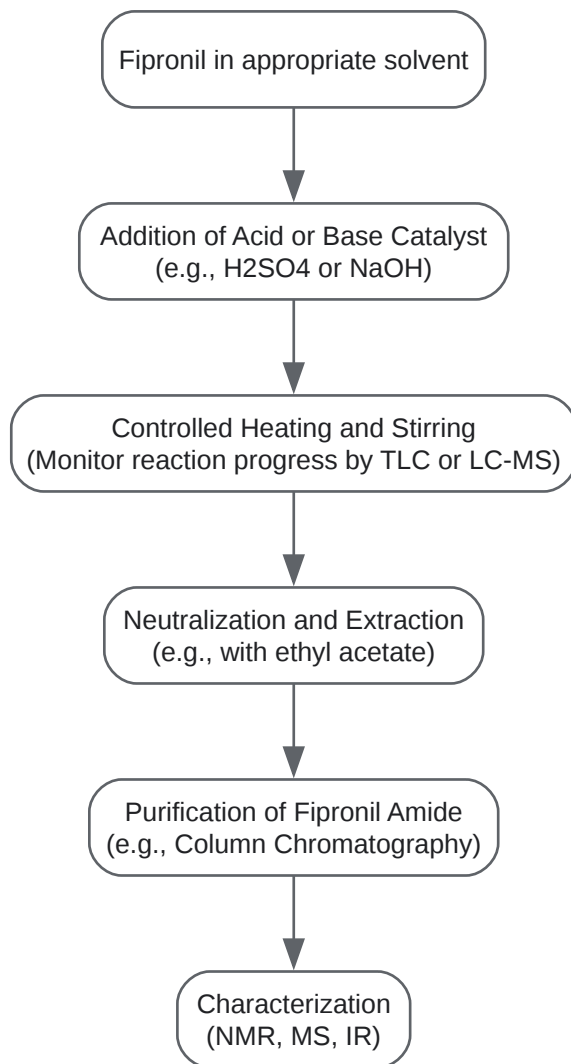 Fipronil in appropriate solvent
Addition of Acid or Base Catalyst
(e.g., H2SO4 or NaOH)
Controlled Heating and Stirring
(Monitor reaction progress by TLC or LC-MS)
Neutralization and Extraction
(e.g., with ethyl acetate)
Purification of Fipronil Amide
(e.g., Column Chromatography)
Characterization
(NMR, MS, IR)